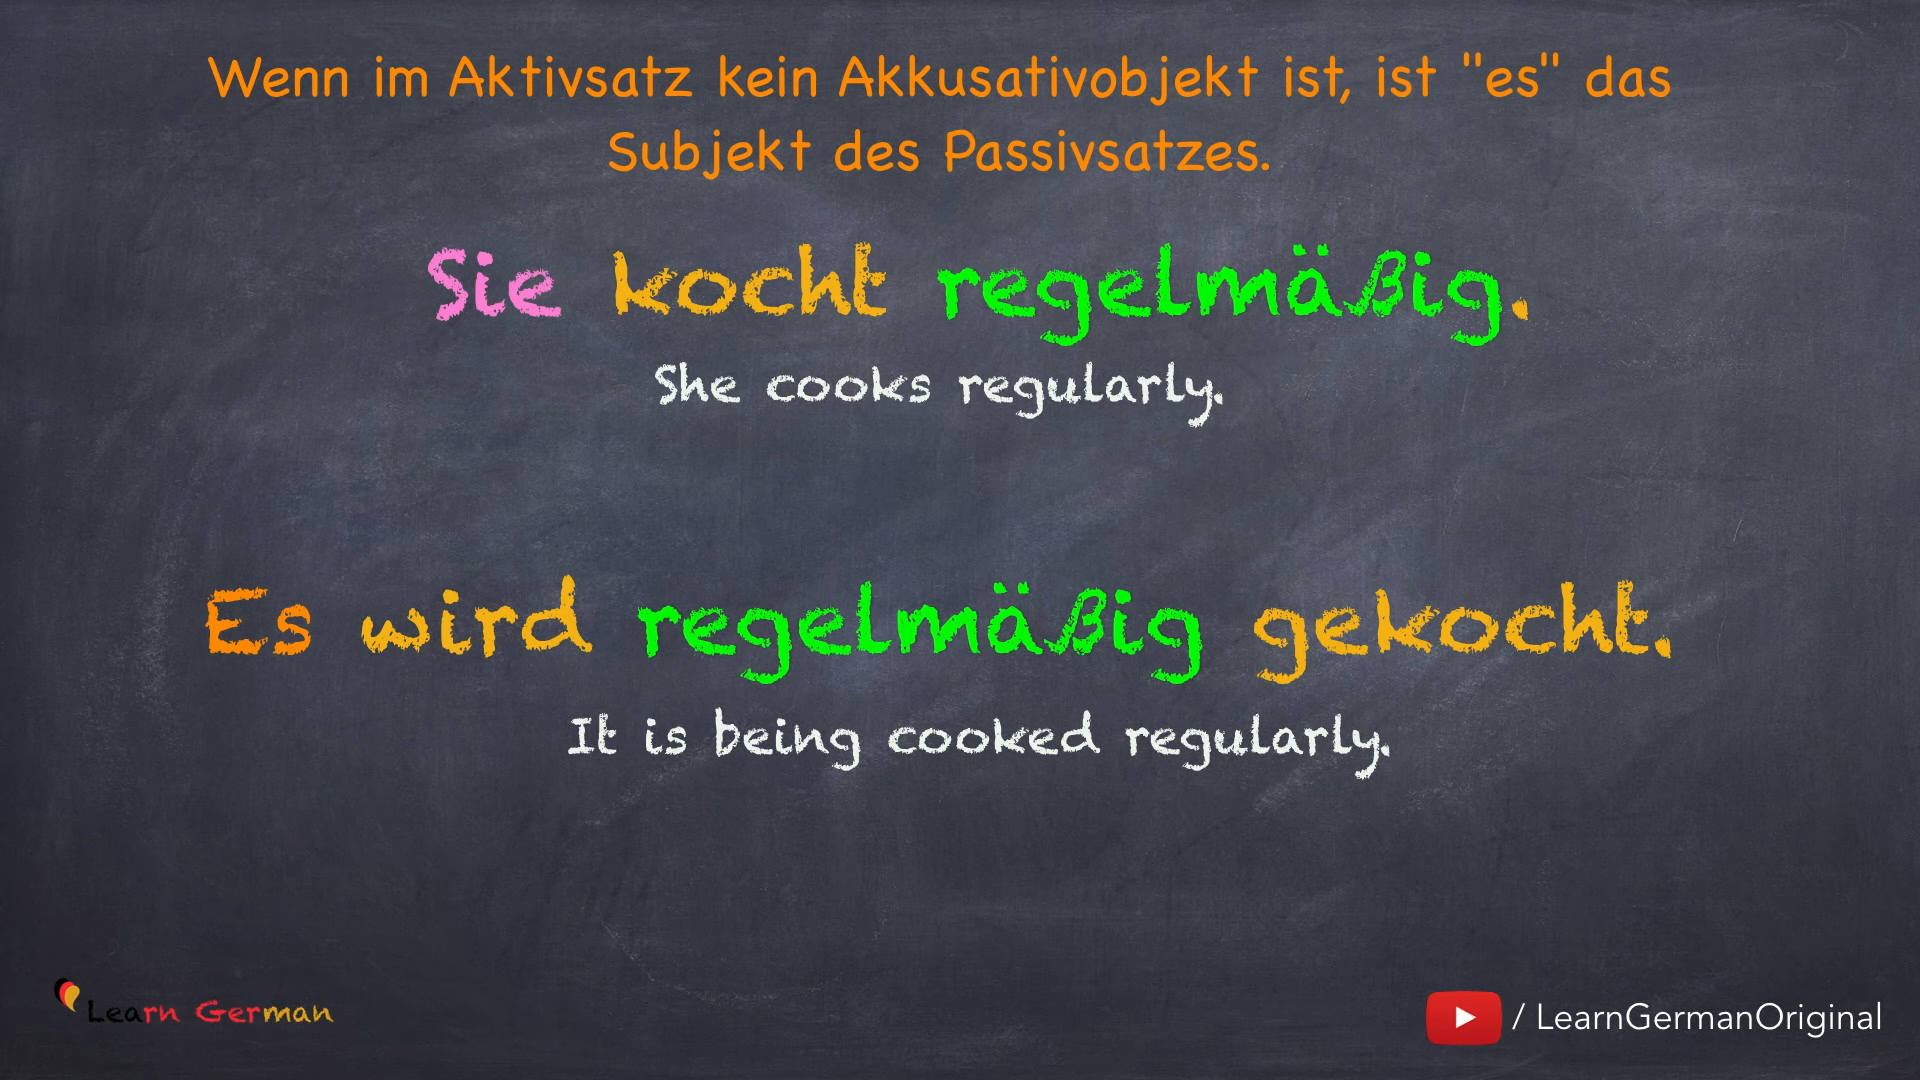 Wenn im Aktivsatz kein Akkusativobjekt ist, ist "es" das
Subjekt des Passivsatzes.
Sie kocht regelmäßig.
She cooks regularly.
Es wird regelmäßig gekocht.
It is being cooked regularly.
Learn German
/ LearnGermanOriginal